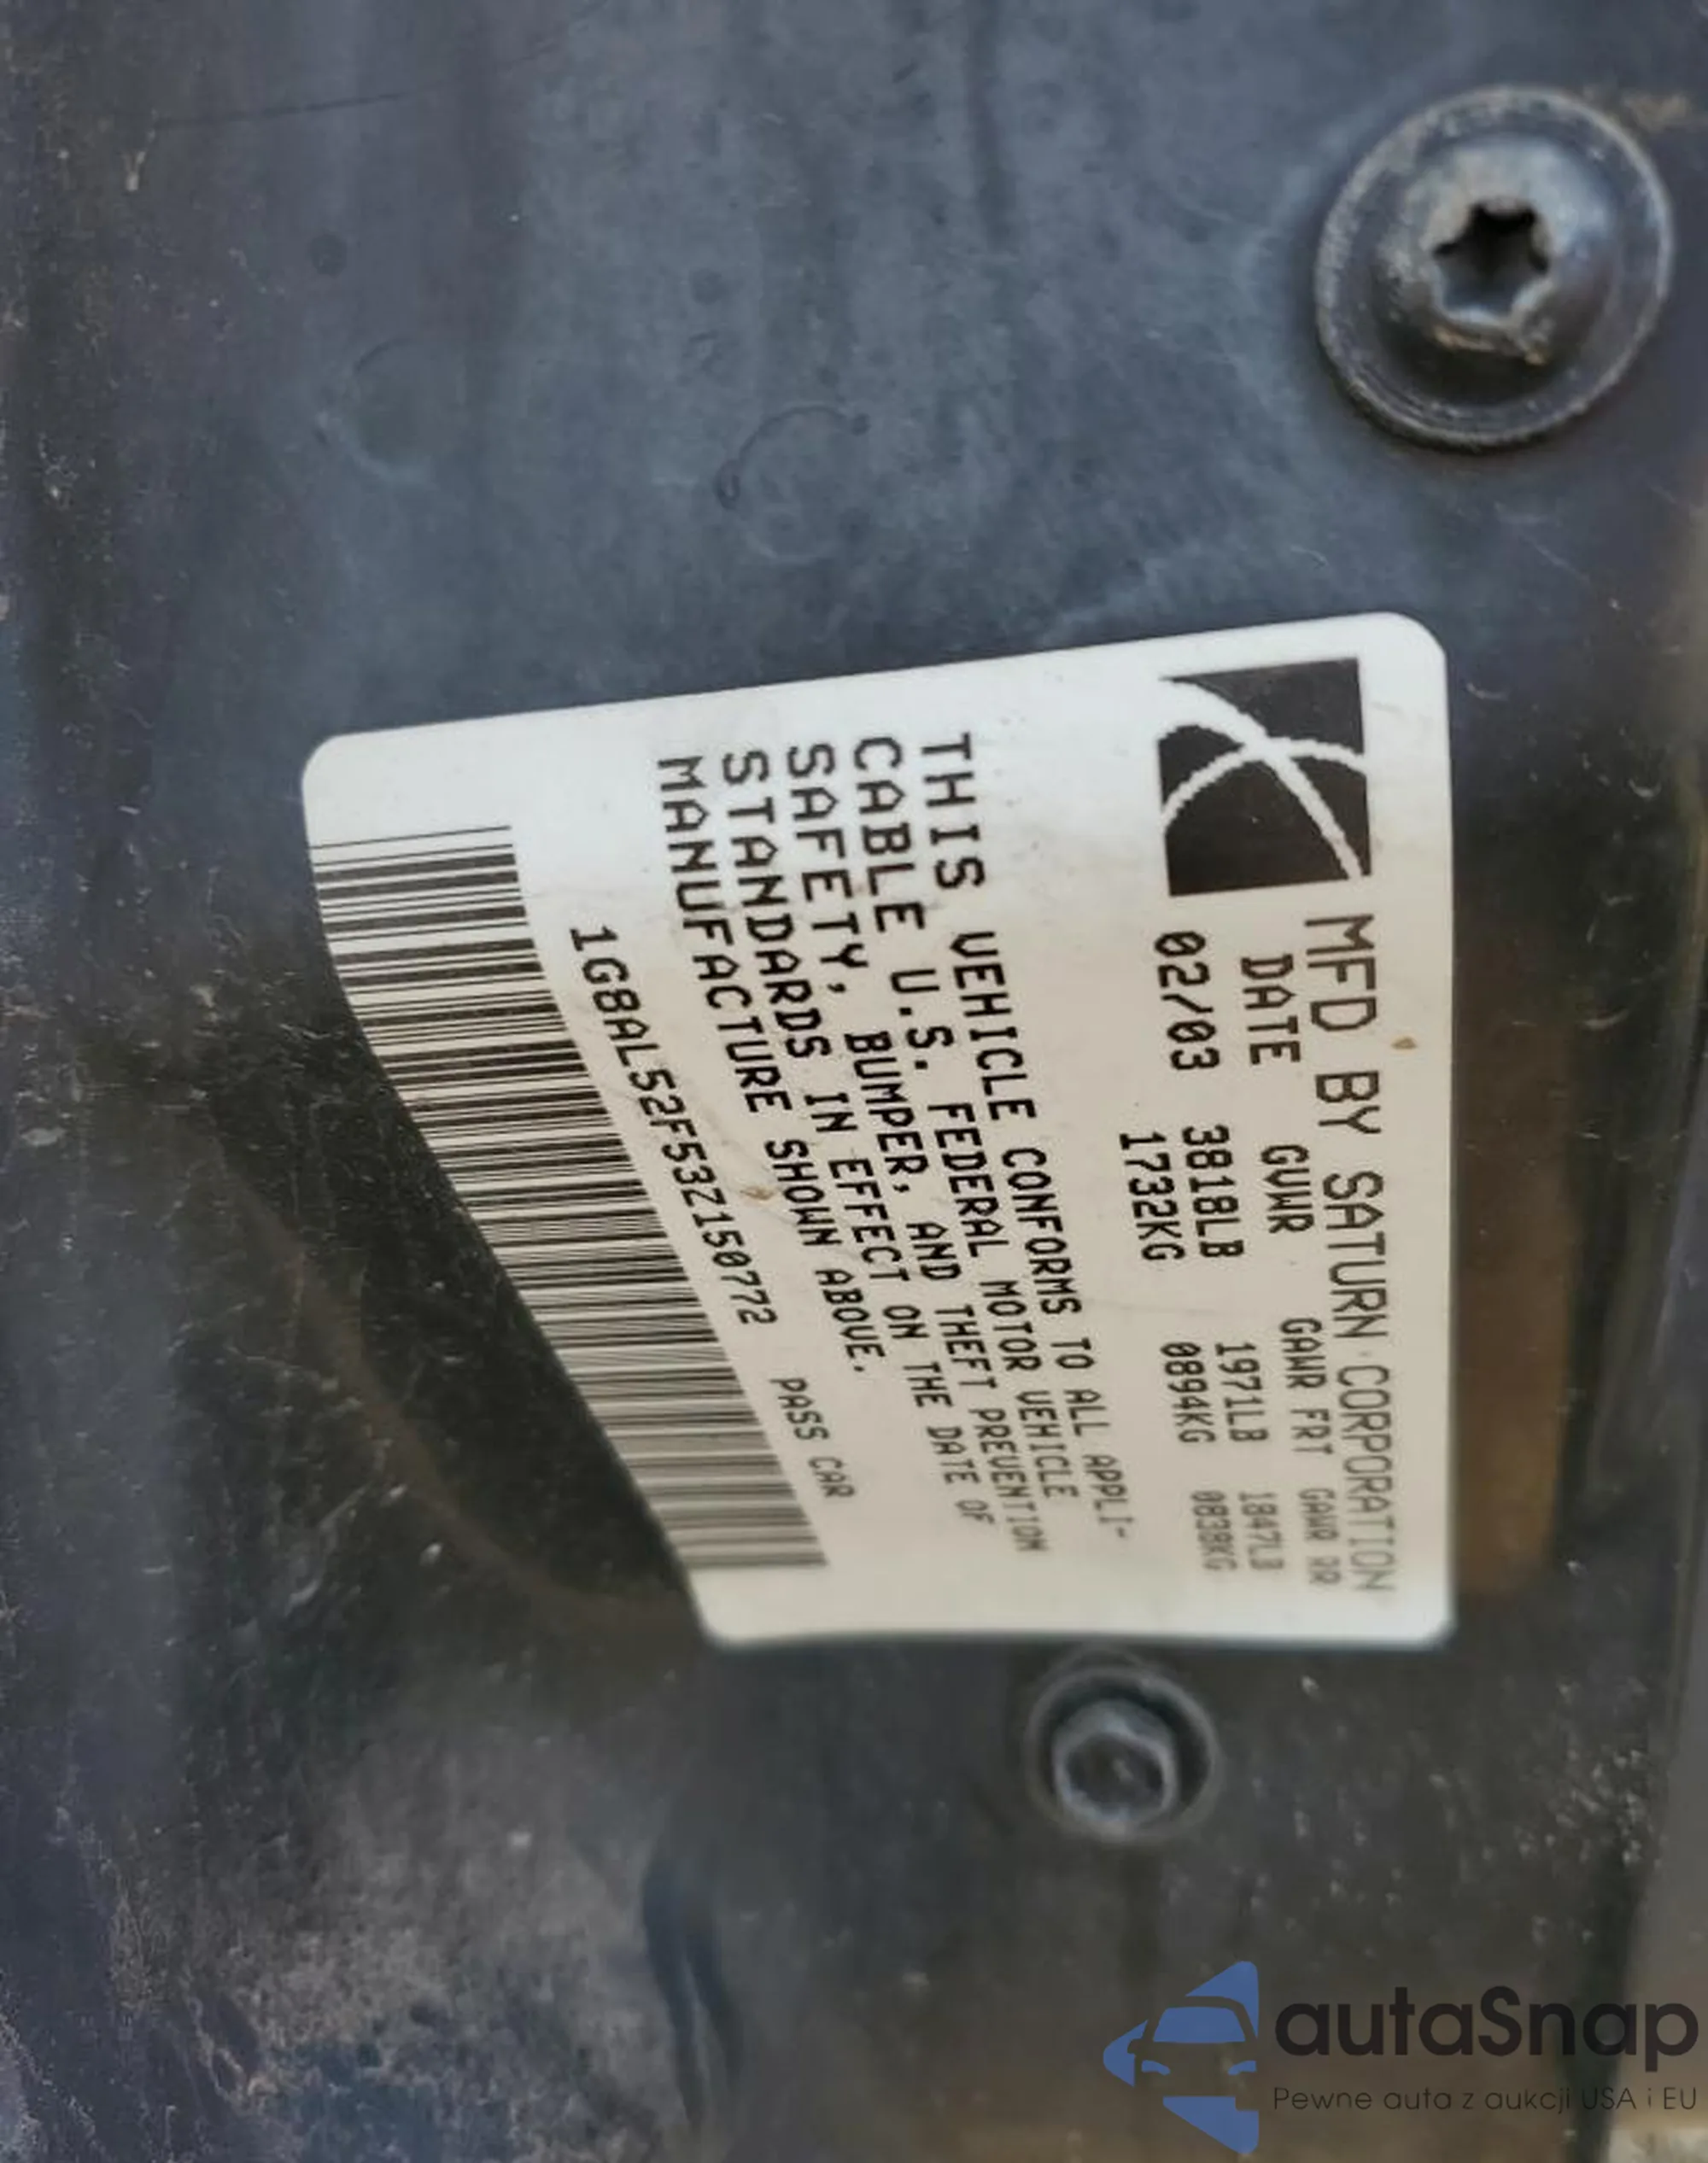 MFD BY SATURN CORPORATION
DATE GVWR GAWR FRT GAWR RR
02/03 3818LB 1971LB 1847LB
1732KG 0894KG 0838KG
THIS VEHICLE CONFORMS TO ALL APPLI-
CABLE U.S. FEDERAL MOTOR VEHICLE
SAFETY, BUMPER, AND THEFT PREVENTION
STANDARDS IN EFFECT ON THE DATE OF
MANUFACTURE SHOWN ABOVE.
1G8AL52F53Z150772 PASS CAR
autaSnap
Pewne auta z aukcji USA i EU